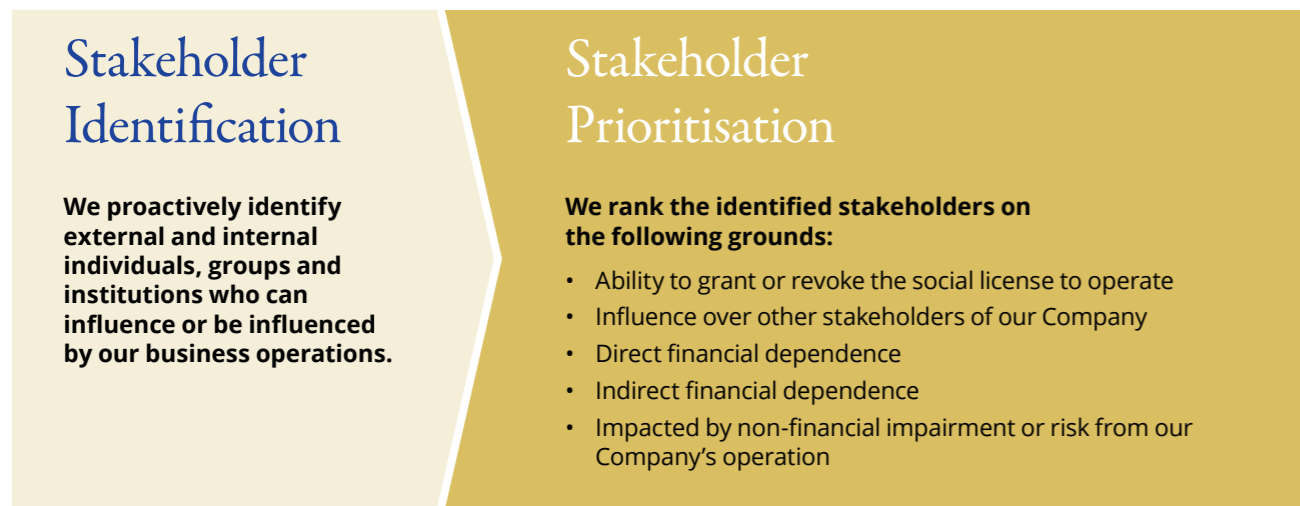 Stakeholder
Identification
We proactively identify
external and internal
individuals, groups and
institutions who can
influence or be influenced
by our business operations.
Stakeholder
Prioritisation
We rank the identified stakeholders on
the following grounds:
• Ability to grant or revoke the social license to operate
• Influence over other stakeholders of our Company
• Direct financial dependence
• Indirect financial dependence
• Impacted by non-financial impairment or risk from our
Company's operation